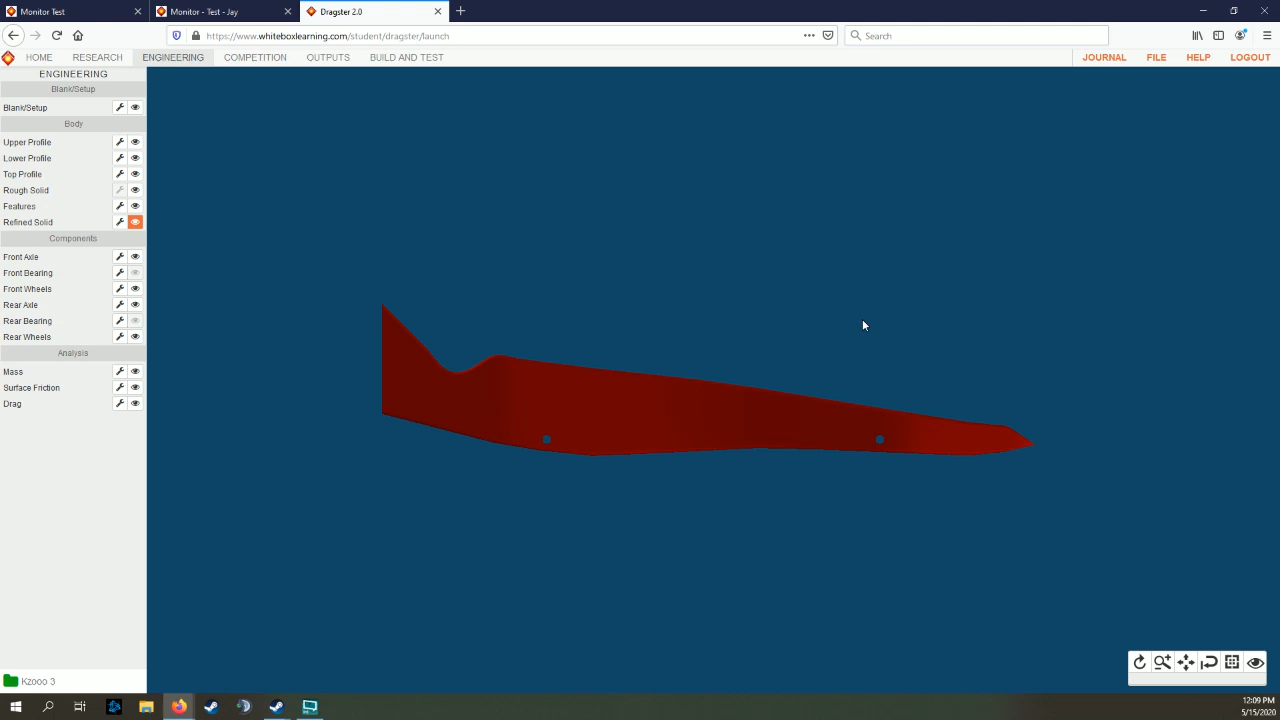 Monitor Test
Monitor - Test - Jay
Dragster 2.0
https://www.whiteboxlearning.com/student/dragster/launch
Search
HOME RESEARCH ENGINEERING COMPETITION OUTPUTS BUILD AND TEST JOURNAL FILE HELP LOGOUT
ENGINEERING
Blank/Setup
Blank/Setup
Body
Upper Profile
Lower Profile
Top Profile
Rough Solid
Features
Refined Solid
Components
Front Axle
Front Bearing
Front Wheels
Rear Axle
Rear Bearing
Rear Wheels
Analysis
Mass
Surface Friction
Drag
Kzooo 3
12:09 PM
5/15/2020